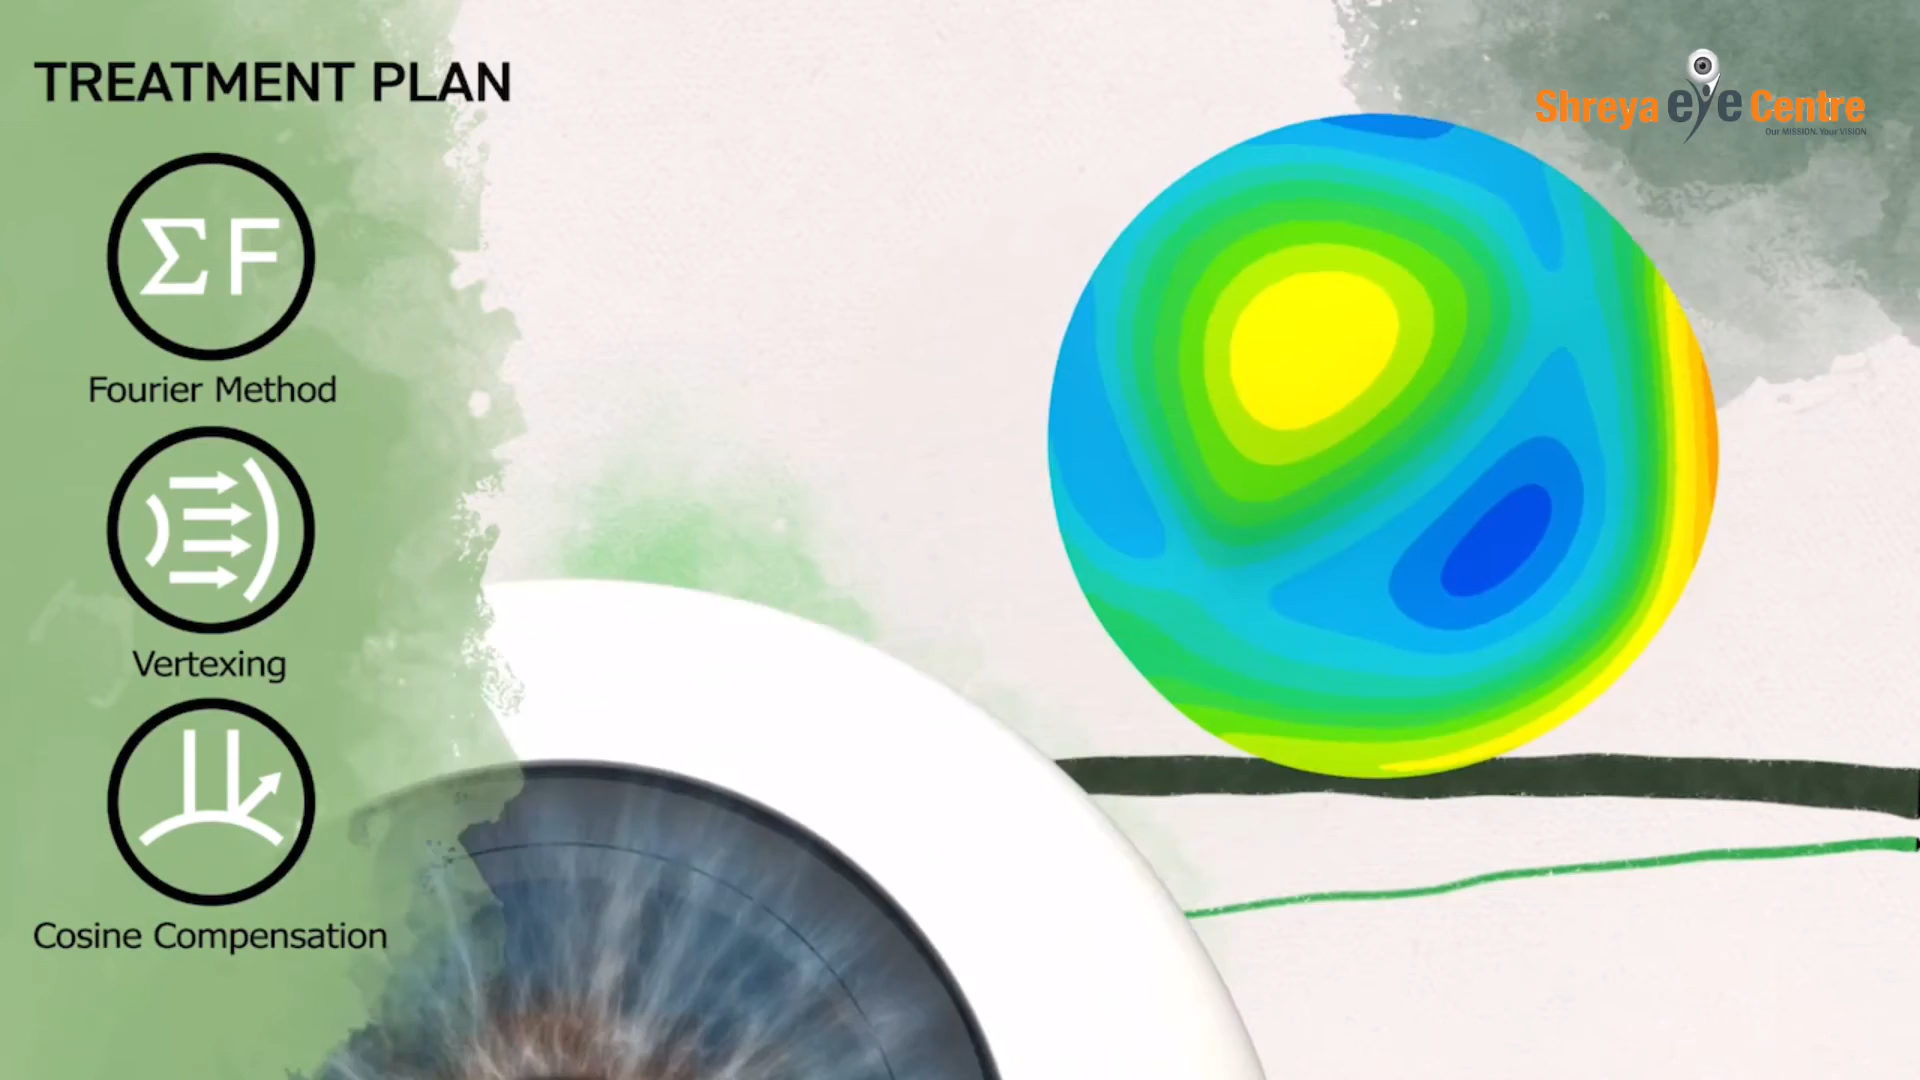 TREATMENT PLAN
Shreya eye Centre
Our MISSION. Your VISION
ΣF
Fourier Method
Vertexing
Cosine Compensation